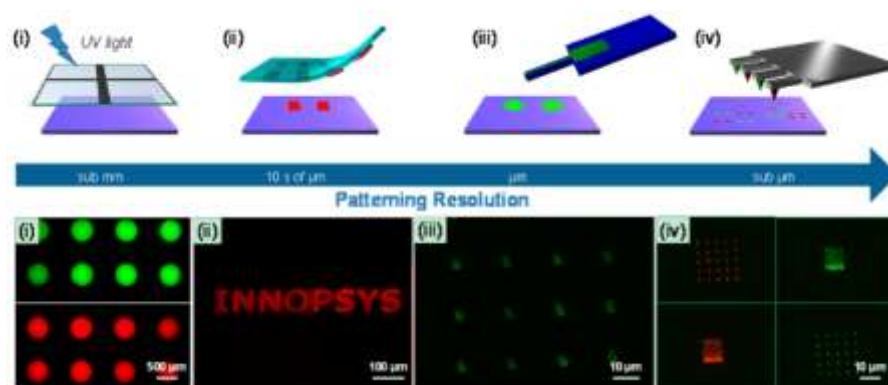 (i)
UV light
(ii)
(iii)
(iv)
sub mm
10 s of µm
µm
sub µm
Patterning Resolution
(i)
500 µm
(ii)
INNOPSYS
100 µm
(iii)
10 µm
(iv)
10 µm